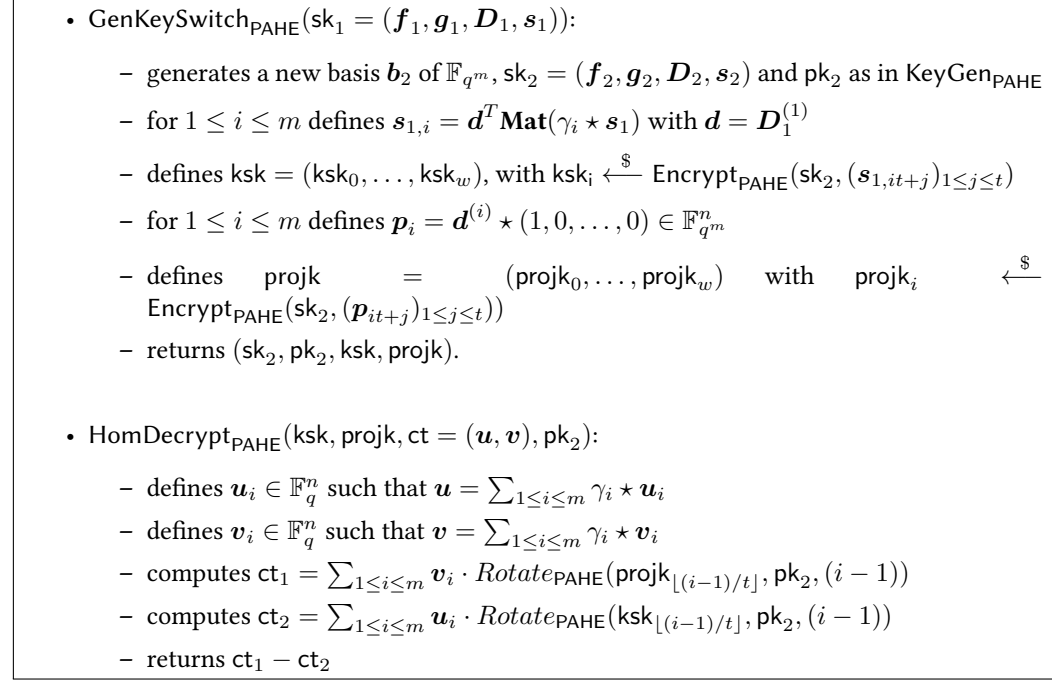 • GenKeySwitch_PAHE(sk_1 = (f_1, g_1, D_1, s_1)):
– generates a new basis b_2 of 𝔽_{q^m}, sk_2 = (f_2, g_2, D_2, s_2) and pk_2 as in KeyGen_PAHE
– for 1 ≤ i ≤ m defines s_{1,i} = d^T Mat(γ_i ⋆ s_1) with d = D_1^{(1)}
– defines ksk = (ksk_0, …, ksk_w), with ksk_i ←$ Encrypt_PAHE(sk_2, (s_{1,it+j})_{1≤j≤t})
– for 1 ≤ i ≤ m defines p_i = d^{(i)} ⋆ (1, 0, …, 0) ∈ 𝔽_{q^m}^n
– defines projk = (projk_0, …, projk_w) with projk_i ←$
Encrypt_PAHE(sk_2, (p_{it+j})_{1≤j≤t}))
– returns (sk_2, pk_2, ksk, projk).
• HomDecrypt_PAHE(ksk, projk, ct = (u, v), pk_2):
– defines u_i ∈ 𝔽_q^n such that u = ∑_{1≤i≤m} γ_i ⋆ u_i
– defines v_i ∈ 𝔽_q^n such that v = ∑_{1≤i≤m} γ_i ⋆ v_i
– computes ct_1 = ∑_{1≤i≤m} v_i · Rotate_PAHE(projk_{⌊(i−1)/t⌋}, pk_2, (i − 1))
– computes ct_2 = ∑_{1≤i≤m} u_i · Rotate_PAHE(ksk_{⌊(i−1)/t⌋}, pk_2, (i − 1))
– returns ct_1 − ct_2